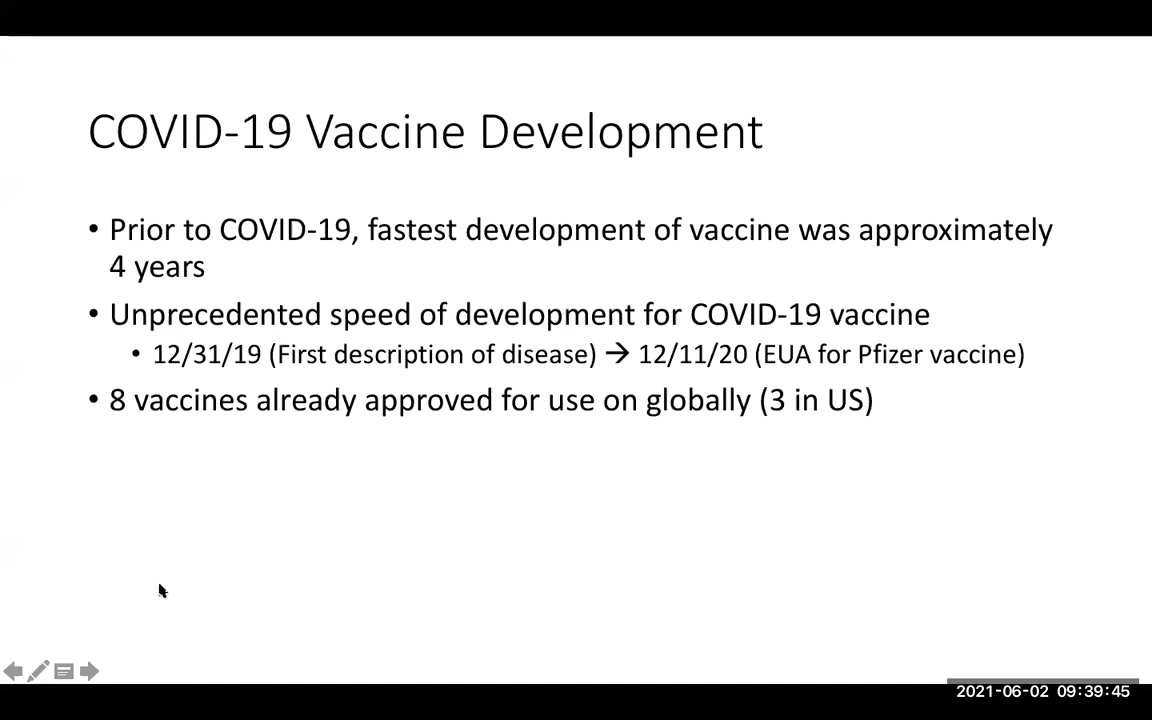 COVID-19 Vaccine Development
• Prior to COVID-19, fastest development of vaccine was approximately
4 years
• Unprecedented speed of development for COVID-19 vaccine
• 12/31/19 (First description of disease) → 12/11/20 (EUA for Pfizer vaccine)
• 8 vaccines already approved for use on globally (3 in US)
2021-06-02 09:39:45